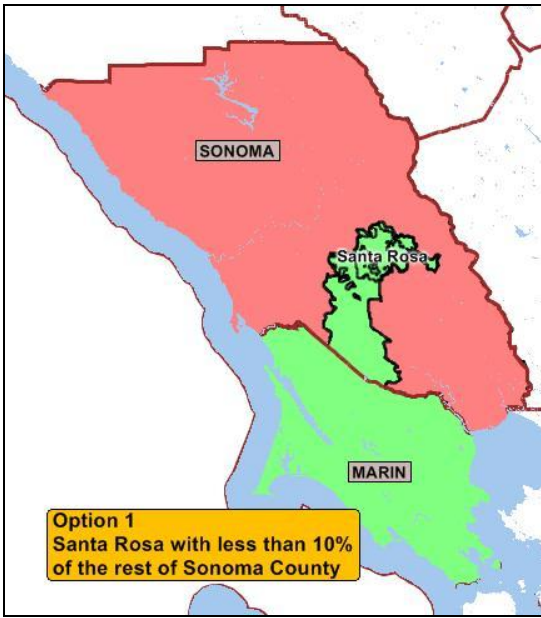 SONOMA
Santa Rosa
MARIN
Option 1
Santa Rosa with less than 10%
of the rest of Sonoma County